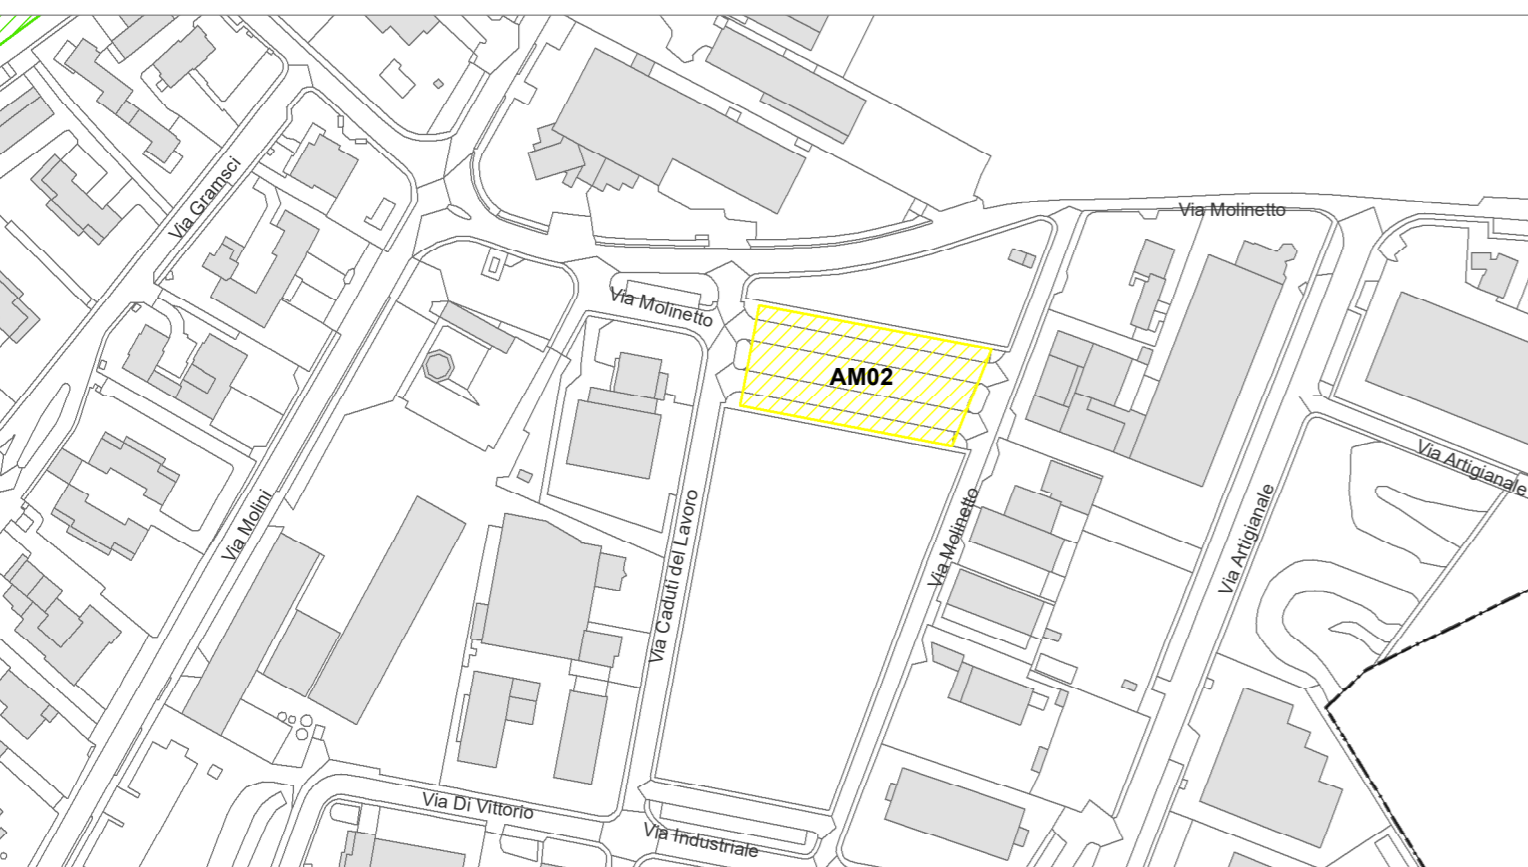 Via Gramsci
Via Molinetto
Via Molinetto
AM02
Via Artigianale
Via Molini
Via Caduti del Lavoro
Via Molinetto
Via Artigianale
Via Di Vittorio
Via Industriale